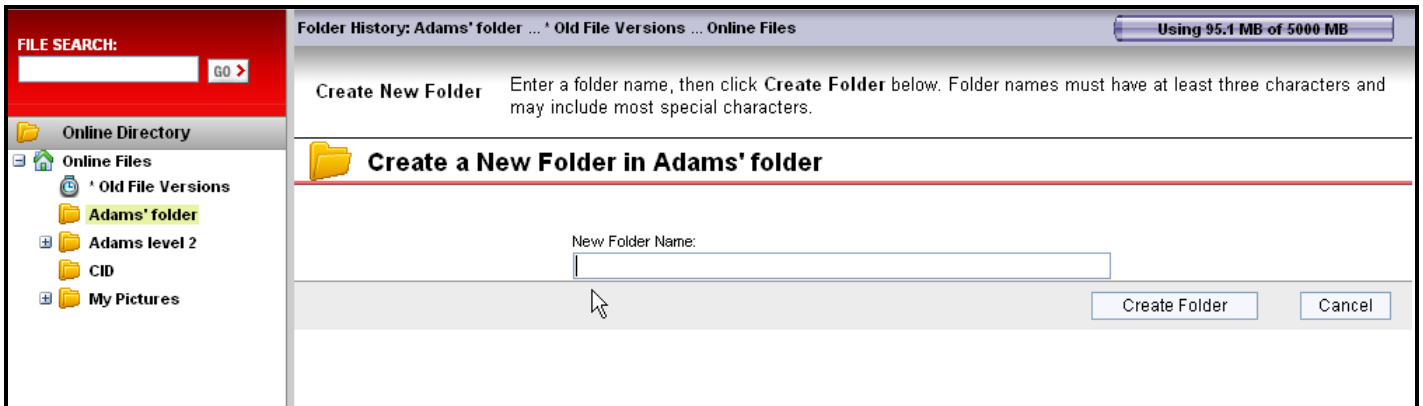 FILE SEARCH:
GO >
Online Directory
Online Files
* Old File Versions
Adams' folder
Adams level 2
CID
My Pictures
Folder History: Adams' folder ... * Old File Versions ... Online Files
Using 95.1 MB of 5000 MB
Create New Folder
Enter a folder name, then click Create Folder below. Folder names must have at least three characters and
may include most special characters.
Create a New Folder in Adams' folder
New Folder Name:
Create Folder
Cancel